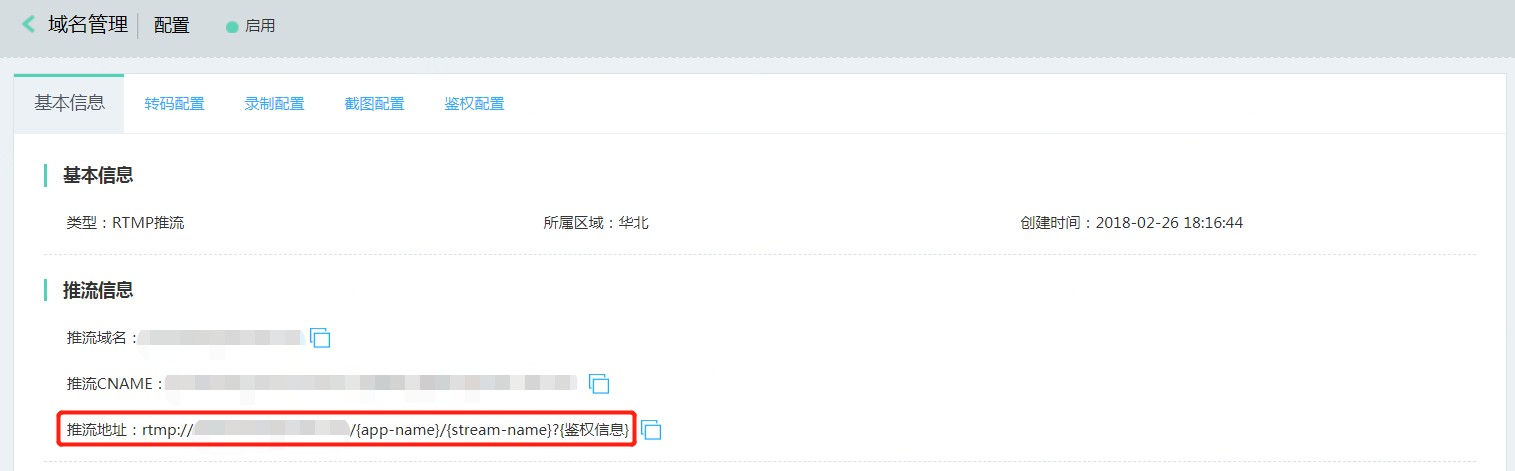 域名管理 配置 启用
基本信息 转码配置 录制配置 截图配置 鉴权配置
基本信息
类型：RTMP推流 所属区域：华北 创建时间：2018-02-26 18:16:44
推流信息
推流域名：
推流CNAME：
推流地址：rtmp:// /{app-name}/{stream-name}?{鉴权信息}